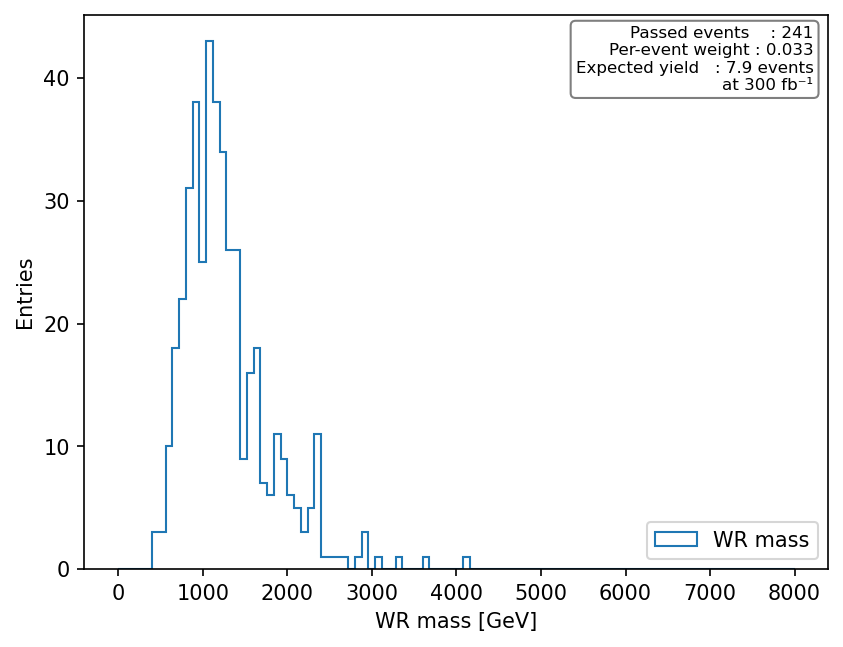 Passed events : 241
Per-event weight : 0.033
Expected yield : 7.9 events
at 300 fb⁻¹
40
30
20
10
0
Entries
WR mass
0 1000 2000 3000 4000 5000 6000 7000 8000
WR mass [GeV]